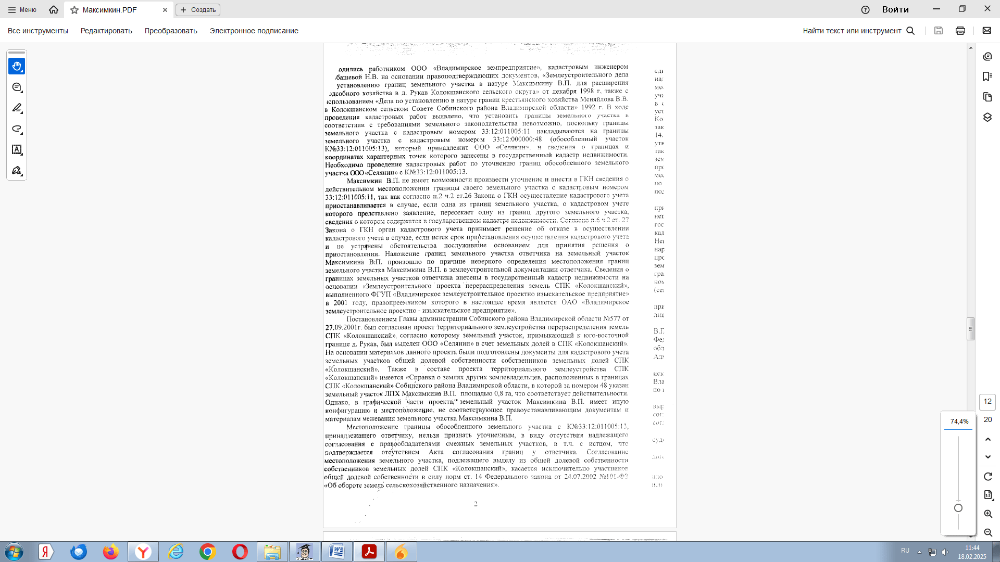 Меню
Максимкин.PDF
Создать
Войти
Все инструменты
Редактировать
Преобразовать
Электронное подписание
Найти текст или инструмент
одились работником ООО «Владимирское земпредприятие», кадастровым инженером
башевой Н.В. на основании правоподтверждающих документов, «Землеустроительного дела
установлению границ земельного участка в натуре Максимкину В.П. для расширения
одсобного хозяйства в д. Рукав Колокшанского сельского округа» от декабря 1998 г, также с
использованием «Дела по установлению в натуре границ крестьянского хозяйства Меняйлова В.В.
в Колокшанском сельском Совете Собинского района Владимирской области» 1992 г. В ходе
проведения кадастровых работ выявлено, что установить границы земельного участка в
соответствии с требованиями земельного законодательства невозможно, поскольку границы
земельного участка с кадастровым номером 33:12:011005:11 накладываются на границы
земельного участка с кадастровым номером 33:12:000000:48 (обособленный участок
К№33:12:011005:13), который принадлежит ООО «Селянин», и сведения о границах и
координатах характерных точек которого занесены в государственный кадастр недвижимости.
Необходимо проведение кадастровых работ по уточнению границ обособленного земельного
участка ООО «Селянин» с К№33:12:011005:13.
Максимкин В.П. не имеет возможности произвести уточнение и внести в ГКН сведения о
действительном местоположении границы своего земельного участка с кадастровым номером
33:12:011005:11, так как согласно п.2 ч.2 ст.26 Закона о ГКН осуществление кадастрового учета
приостанавливается в случае, если одна из границ земельного участка, о кадастровом учете
которого представлено заявление, пересекает одну из границ другого земельного участка,
сведения о котором содержатся в государственном кадастре недвижимости. Согласно п.6 ч.2 ст. 27
Закона о ГКН орган кадастрового учета принимает решение об отказе в осуществлении
кадастрового учета в случае, если истек срок приостановления осуществления кадастрового учета
и не устранены обстоятельства послужившие основанием для принятия решения о
приостановлении. Наложение границ земельного участка ответчика на земельный участок
Максимкина В.П. произошло по причине неверного определения местоположения границ
земельного участка Максимкина В.П. в землеустроительной документации ответчика. Сведения о
границах земельных участков ответчика внесены в государственный кадастр недвижимости на
основании «Землеустроительного проекта перераспределения земель СПК «Колокшанский»,
выполненного ФГУП «Владимирское землеустроительное проектно изыскательское предприятие»
в 2001 году, правопреемником которого в настоящее время является ОАО «Владимирское
землеустроительное проектно - изыскательское предприятие».
Постановлением Главы администрации Собинского района Владимирской области №577 от
27.09.2001г. был согласован проект территориального землеустройства перераспределения земель
СПК «Колокшанский», согласно которому земельный участок, примыкающий к юго-восточной
границе д. Рукав, был выделен ООО «Селянин» в счет земельных долей в СПК «Колокшанский».
На основании материалов данного проекта были подготовлены документы для кадастрового учета
земельных участков общей долевой собственности собственников земельных долей СПК
«Колокшанский». Также в составе проекта территориального землеустройства СПК
«Колокшанский» имеется «Справка о землях других землевладельцев, расположенных в границах
СПК «Колокшанский» Собинского района Владимирской области, в которой за номером 48 указан
земельный участок ЛПХ Максимкина В.П. площадью 0,8 га, что соответствует действительности.
Однако, в графической части проекта, земельный участок Максимкина В.П. имеет иную
конфигурацию и местоположение, не соответствующее правоустанавливающим документам и
материалам межевания земельного участка Максимкина В.П.
Местоположение границы обособленного земельного участка с К№33:12:011005:13,
принадлежащего ответчику, нельзя признать уточненным, в виду отсутствия надлежащего
согласования с правообладателями смежных земельных участков, в т.ч. с истцом, что
подтверждается отсутствием Акта согласования границ у ответчика. Согласование
местоположения земельного участка, подлежащего выделу из общей долевой собственности
собственников земельных долей СПК «Колокшанский», касается исключительно участников
общей долевой собственности в силу норм ст. 14 Федерального закона от 24.07.2002 №101-ФЗ
«Об обороте земель сельскохозяйственного назначения».
2
12
20
74,4%
RU
11:44
18.02.2025